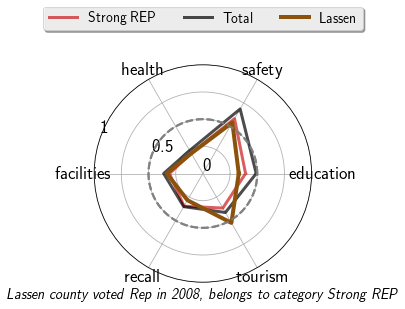 Strong REP Total Lassen
health safety
1
0.5
0
facilities education
recall tourism
Lassen county voted Rep in 2008, belongs to category Strong REP